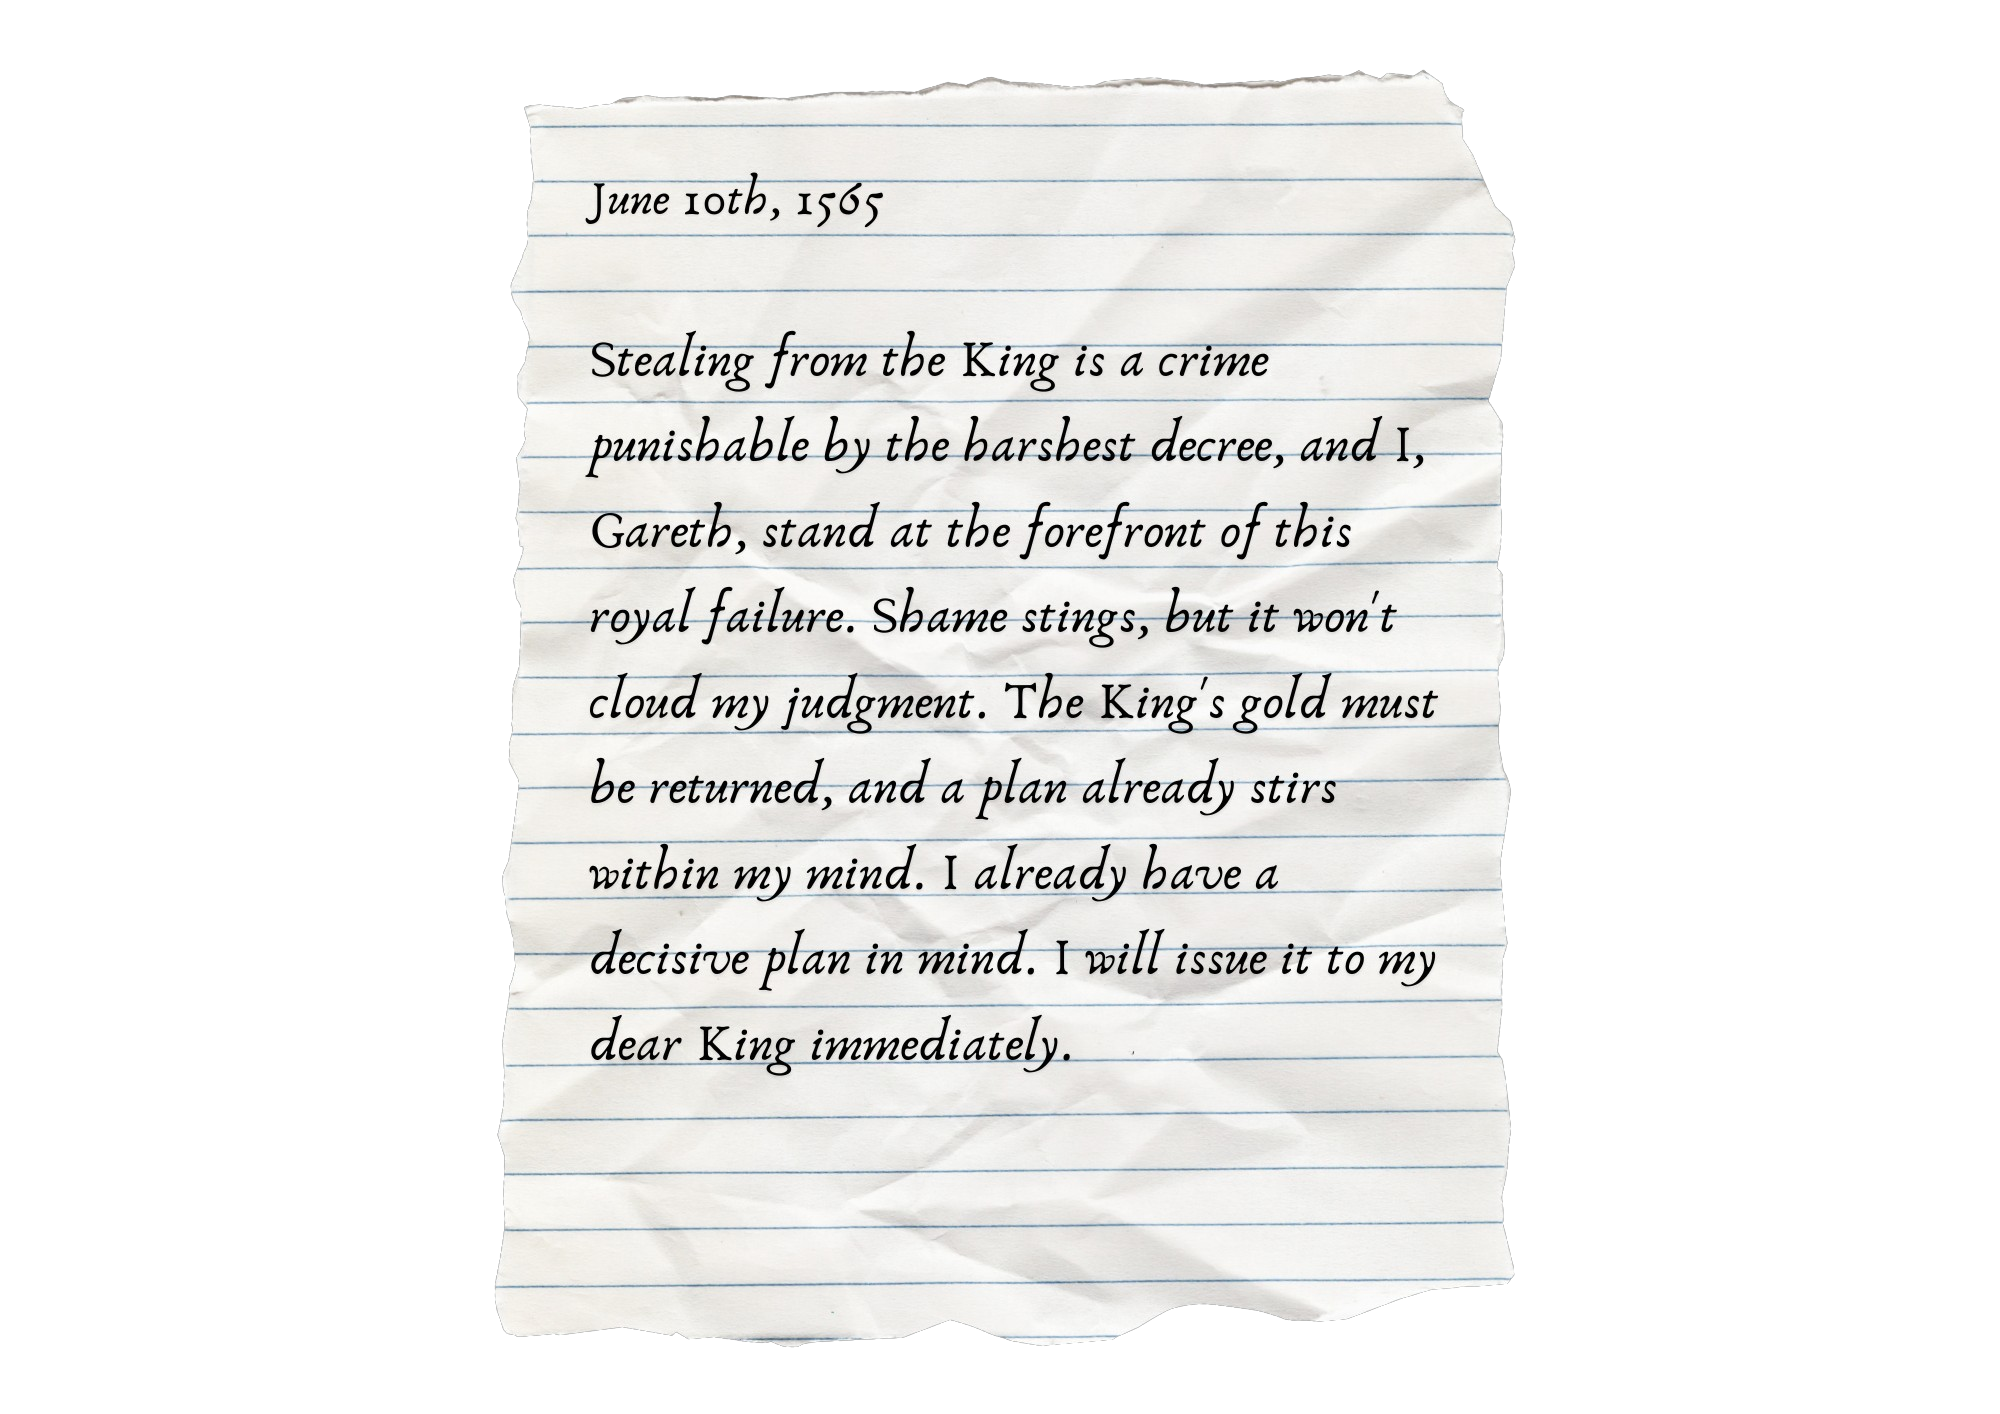 June 10th, 1565
Stealing from the King is a crime
punishable by the harshest decree, and I,
Gareth, stand at the forefront of this
royal failure. Shame stings, but it won't
cloud my judgment. The King's gold must
be returned, and a plan already stirs
within my mind. I already have a
decisive plan in mind. I will issue it to my
dear King immediately.